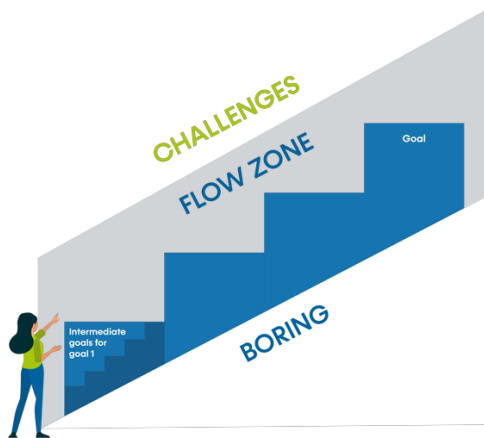 CHALLENGES
FLOW ZONE
Goal
Intermediate
goals for
goal 1
BORING